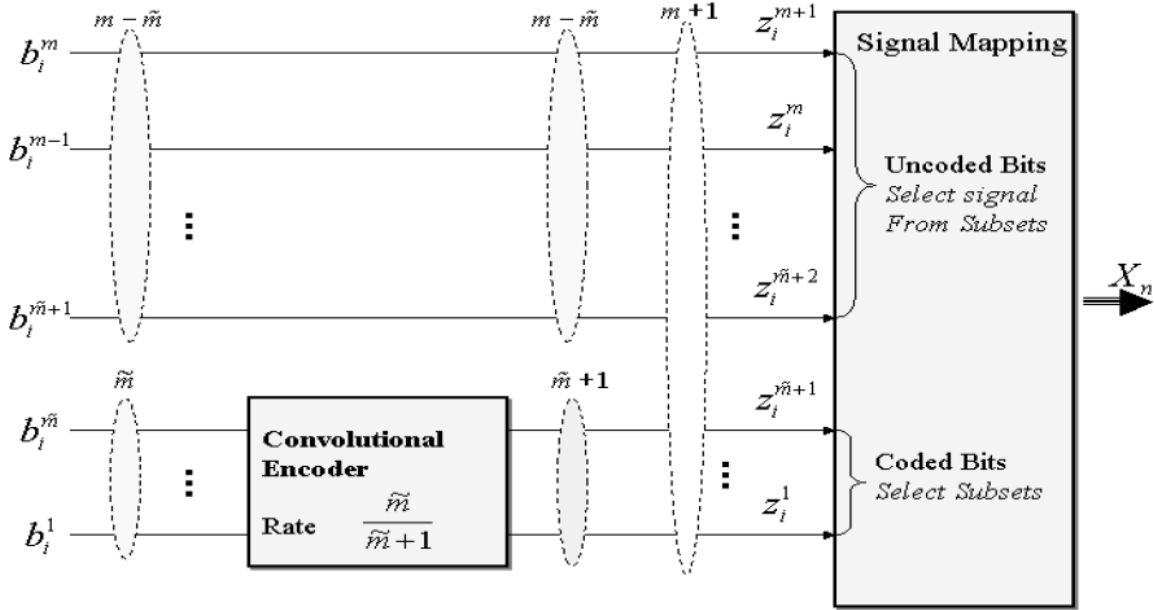 m − m̃ m − m̃ m +1 z_i^{m+1} Signal Mapping
b_i^m
b_i^{m−1} z_i^m
Uncoded Bits
Select signal
From Subsets
⋮ ⋮
b_i^{m̃+1} z_i^{m̃+2} X_n
m̃ m̃ +1 z_i^{m̃+1}
b_i^{m̃}
Convolutional
Encoder
Rate m̃ / m̃+1
⋮ ⋮
Coded Bits
Select Subsets
b_i^1 z_i^1